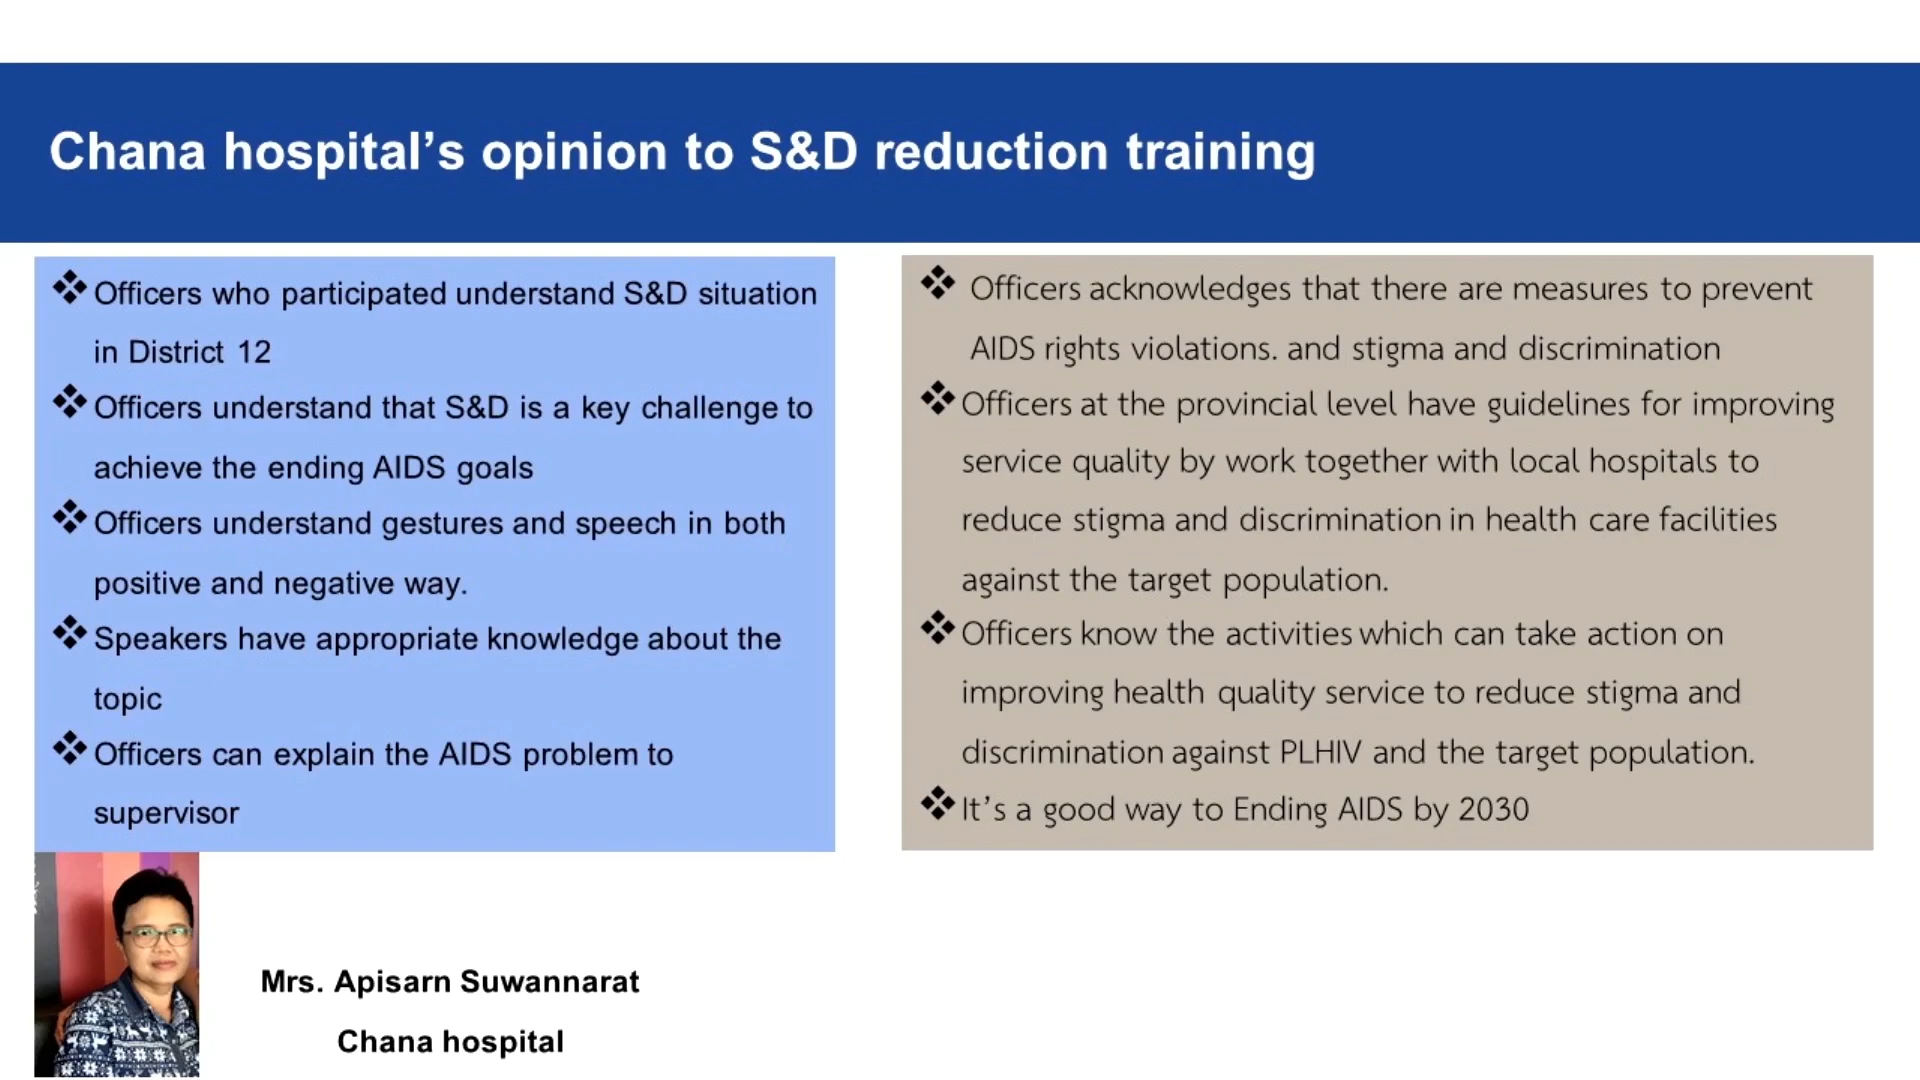 Chana hospital’s opinion to S&D reduction training
❖Officers who participated understand S&D situation
in District 12
❖Officers understand that S&D is a key challenge to
achieve the ending AIDS goals
❖Officers understand gestures and speech in both
positive and negative way.
❖Speakers have appropriate knowledge about the
topic
❖Officers can explain the AIDS problem to
supervisor
❖ Officers acknowledges that there are measures to prevent
AIDS rights violations. and stigma and discrimination
❖Officers at the provincial level have guidelines for improving
service quality by work together with local hospitals to
reduce stigma and discrimination in health care facilities
against the target population.
❖Officers know the activities which can take action on
improving health quality service to reduce stigma and
discrimination against PLHIV and the target population.
❖It’s a good way to Ending AIDS by 2030
Mrs. Apisarn Suwannarat
Chana hospital